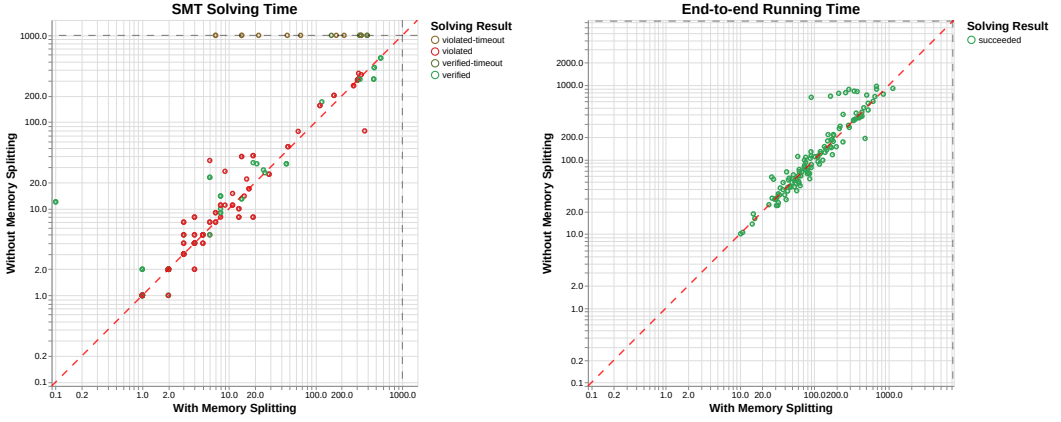 SMT Solving Time
Without Memory Splitting
1000.0
200.0
100.0
20.0
10.0
2.0
1.0
0.2
0.1
0.1 0.2 1.0 2.0 10.0 20.0 100.0 200.0 1000.0
With Memory Splitting
Solving Result
violated-timeout
violated
verified-timeout
verified
End-to-end Running Time
Without Memory Splitting
2000.0
1000.0
200.0
100.0
20.0
10.0
2.0
1.0
0.2
0.1
0.1 0.2 1.0 2.0 10.0 20.0 100.0 200.0 1000.0
With Memory Splitting
Solving Result
succeeded